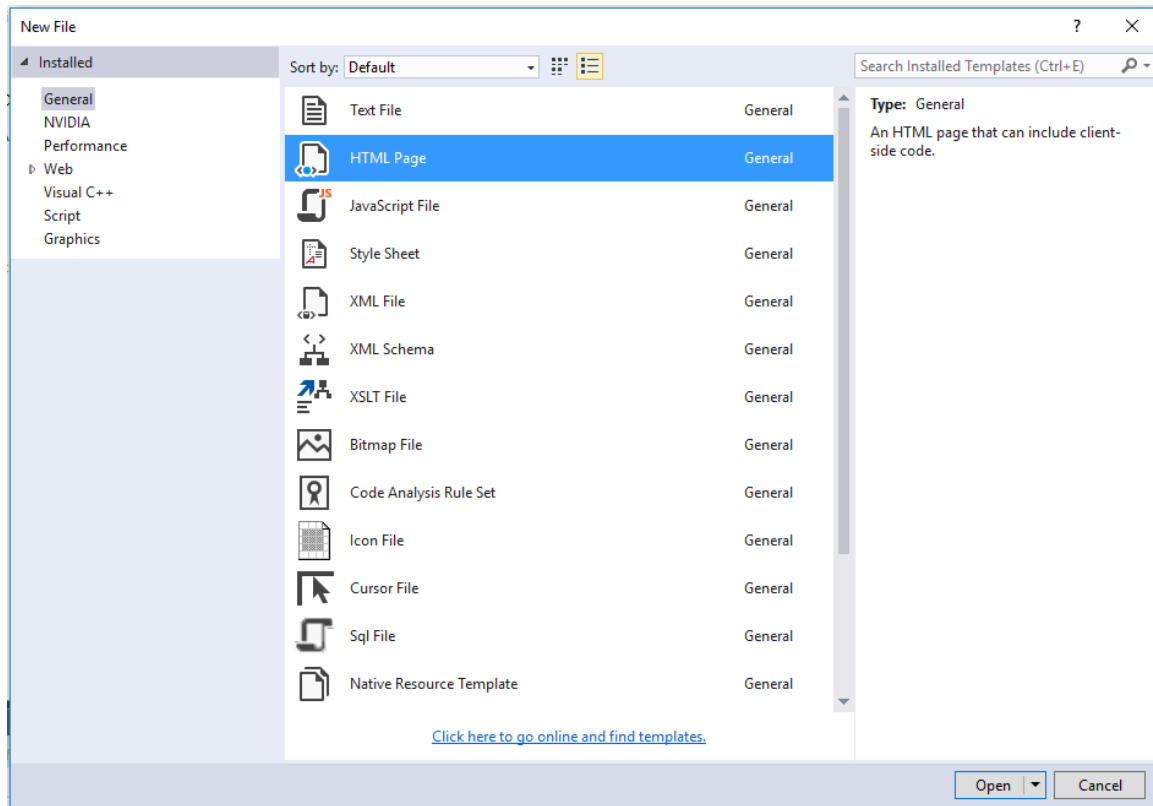 New File
?
Installed
Sort by: Default
Search Installed Templates (Ctrl+E)
General
NVIDIA
Performance
Web
Visual C++
Script
Graphics
Text File General
HTML Page General
JS
JavaScript File General
Style Sheet General
XML File General
XML Schema General
XSLT File General
Bitmap File General
Code Analysis Rule Set General
Icon File General
Cursor File General
Sql File General
Native Resource Template General
Click here to go online and find templates.
Type: General
An HTML page that can include client-
side code.
Open
Cancel